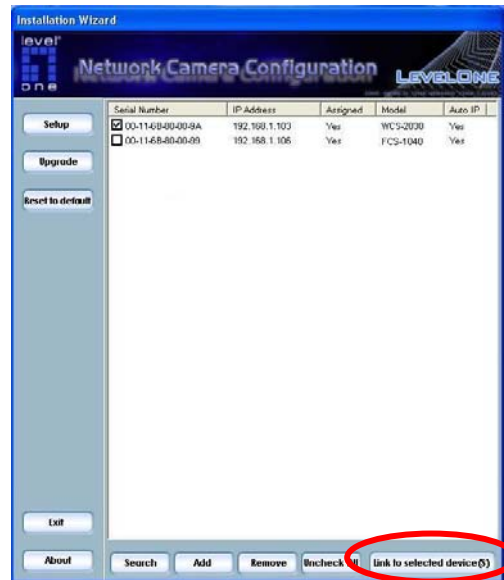 Installation Wizard
level
one
Network Camera Configuration
LEVELONE
Setup
Upgrade
Reset to default
Exit
About
Serial Number IP Address Assigned Model Auto IP
00-11-6B-80-00-9A 192.168.1.103 Yes WCS-2030 Yes
00-11-6B-80-00-99 192.168.1.106 Yes FCS-1040 Yes
Search Add Remove Uncheck All Link to selected device(S)